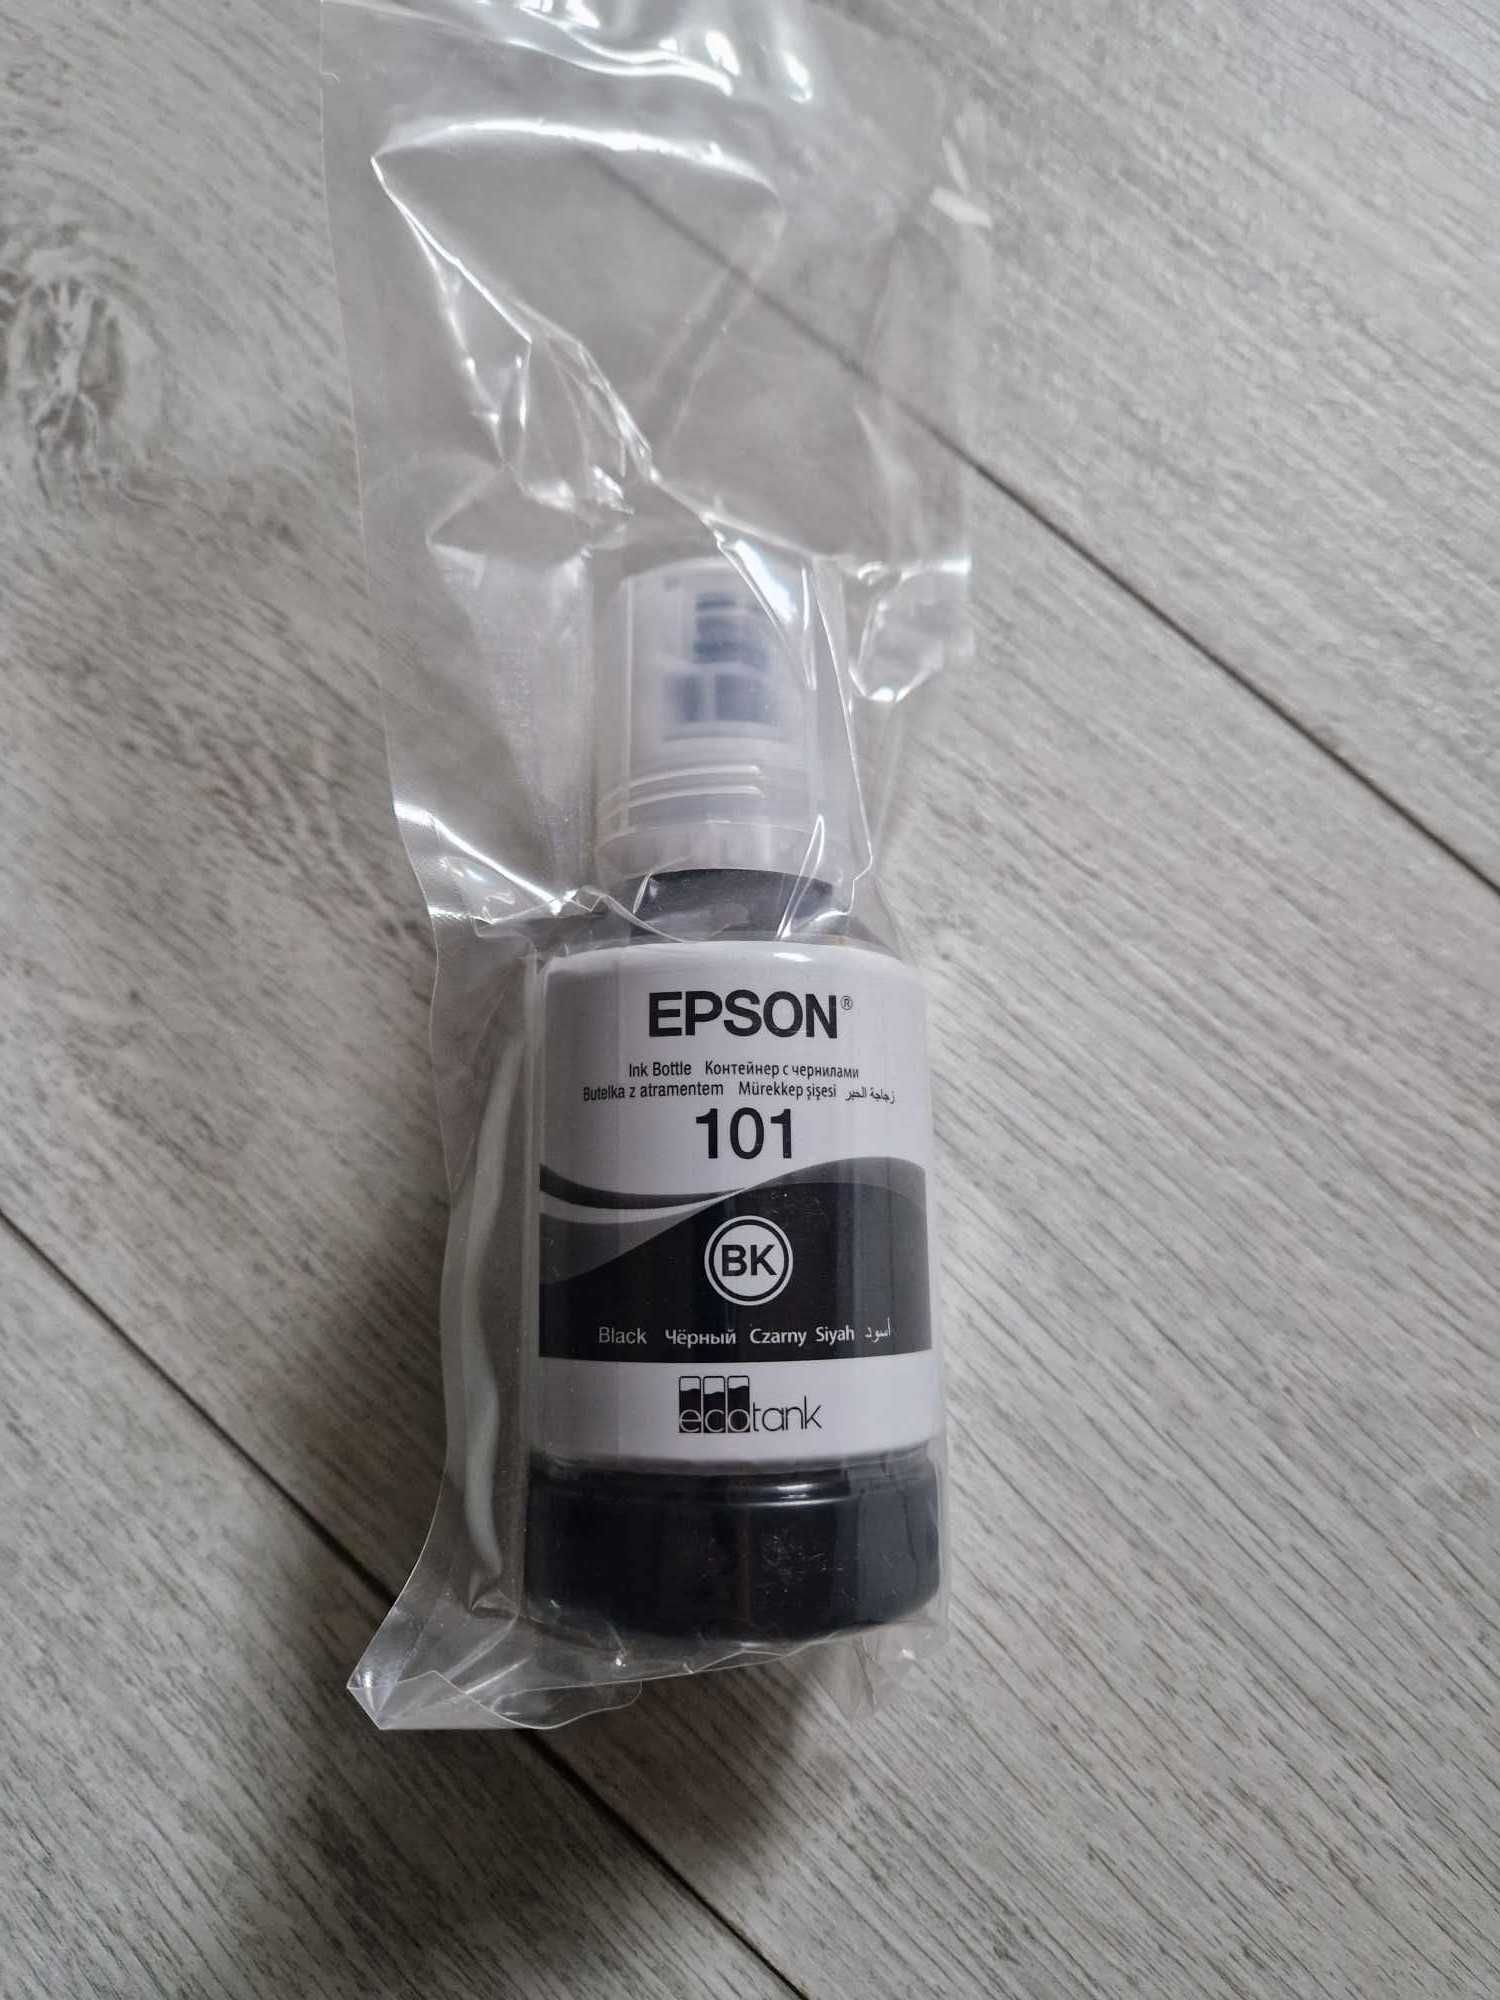 EPSON®
Ink Bottle Контейнер с чернилами
Butelka z atramentem Mürekkep şişesi زجاجة الحبر
101
BK
Black Чёрный Czarny Siyah أسود
ecotank